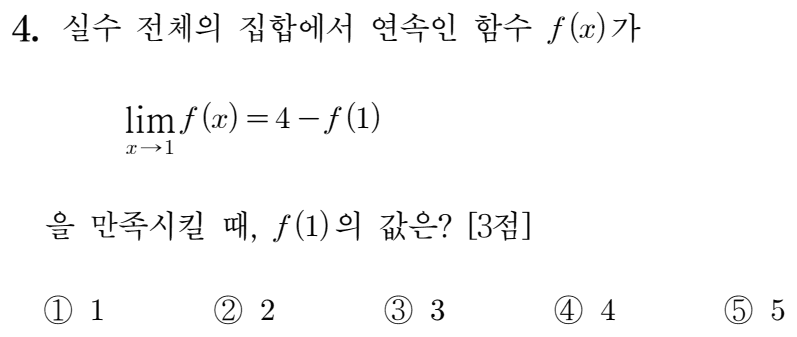 4. 실수 전체의 집합에서 연속인 함수 f(x)가
lim f(x) = 4 − f(1)
x→1
을 만족시킬 때, f(1)의 값은? [3점]
① 1 ② 2 ③ 3 ④ 4 ⑤ 5